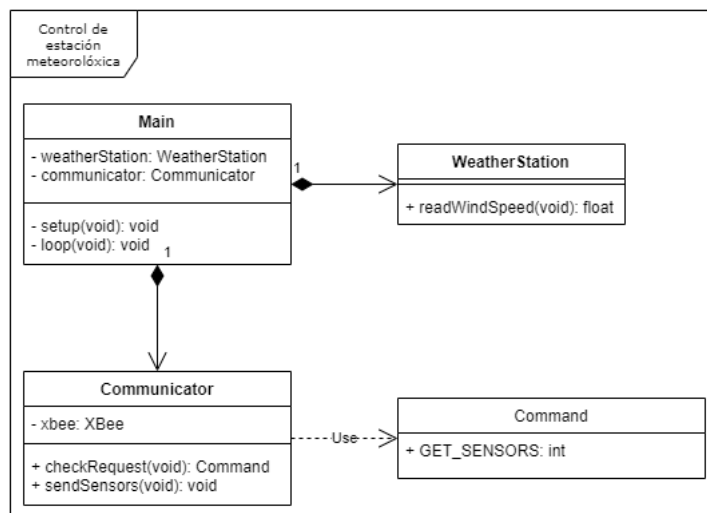 Control de
estación
meteorolóxica
Main
- weatherStation: WeatherStation
- communicator: Communicator
- setup(void): void
- loop(void): void
1
1
WeatherStation
+ readWindSpeed(void): float
Communicator
- xbee: XBee
+ checkRequest(void): Command
+ sendSensors(void): void
Use
Command
+ GET_SENSORS: int